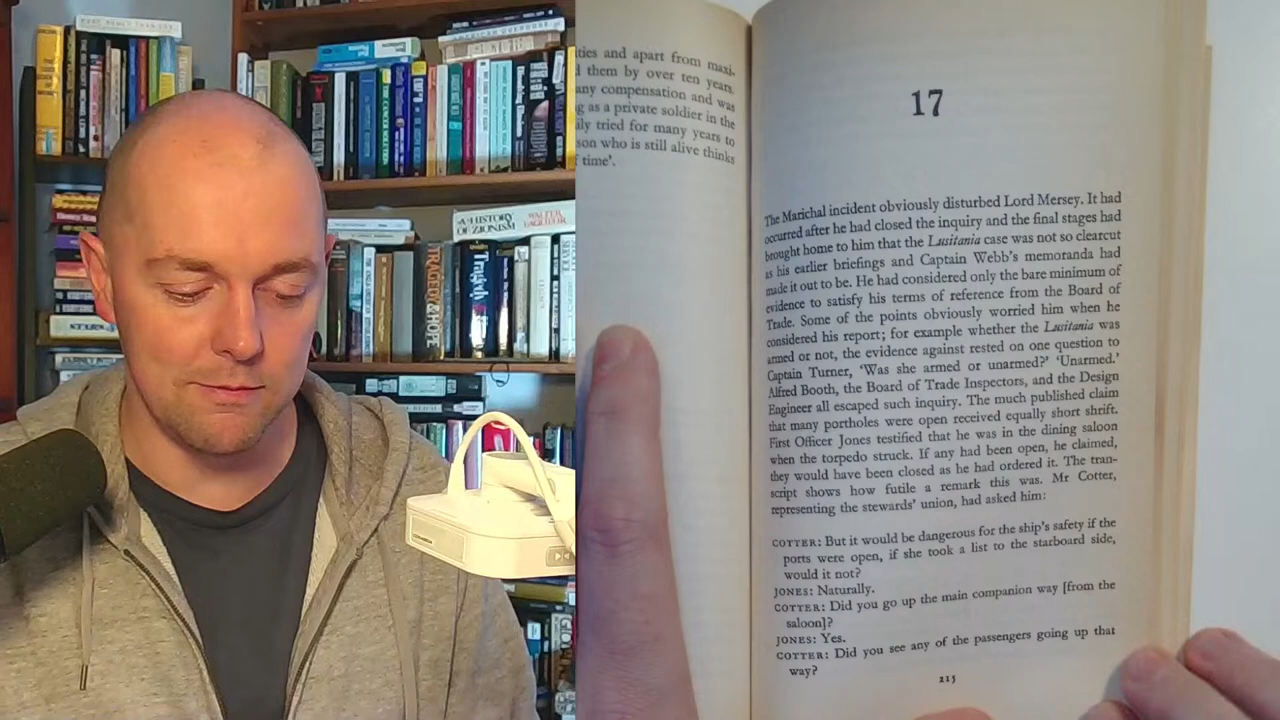 TRAGEDY & HOPE
Tragedy
A HISTORY OF ZIONISM
WALTER LAQUEUR
ties and apart from maxi-
them by over ten years.
any compensation and was
g as a private soldier in the
ily tried for many years to
son who is still alive thinks
time'.
17
The Marichal incident obviously disturbed Lord Mersey. It had
occurred after he had closed the inquiry and the final stages had
brought home to him that the Lusitania case was not so clearcut
as his earlier briefings and Captain Webb's memoranda had
made it out to be. He had considered only the bare minimum of
evidence to satisfy his terms of reference from the Board of
Trade. Some of the points obviously worried him when he
considered his report; for example whether the Lusitania was
armed or not, the evidence against rested on one question to
Captain Turner, 'Was she armed or unarmed?' 'Unarmed.'
Alfred Booth, the Board of Trade Inspectors, and the Design
Engineer all escaped such inquiry. The much published claim
that many portholes were open received equally short shrift.
First Officer Jones testified that he was in the dining saloon
when the torpedo struck. If any had been open, he claimed,
they would have been closed as he had ordered it. The tran-
script shows how futile a remark this was. Mr Cotter,
representing the stewards' union, had asked him:
COTTER: But it would be dangerous for the ship's safety if the
ports were open, if she took a list to the starboard side,
would it not?
JONES: Naturally.
COTTER: Did you go up the main companion way [from the
saloon]?
JONES: Yes.
COTTER: Did you see any of the passengers going up that
way?
215